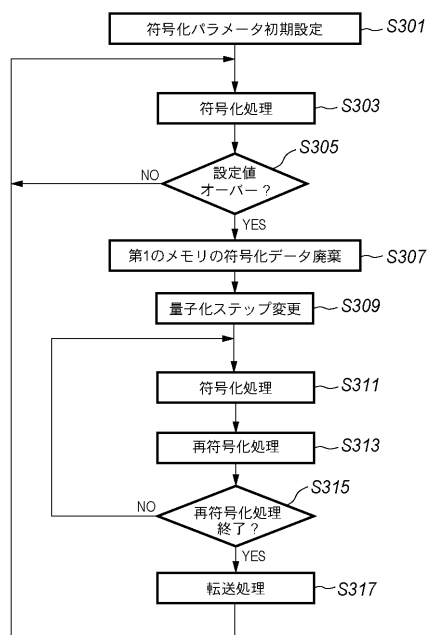 符号化パラメータ初期設定
S301
符号化処理
S303
設定値
オーバー？
S305
NO
YES
第1のメモリの符号化データ廃棄
S307
量子化ステップ変更
S309
符号化処理
S311
再符号化処理
S313
再符号化処理
終了？
S315
NO
YES
転送処理
S317